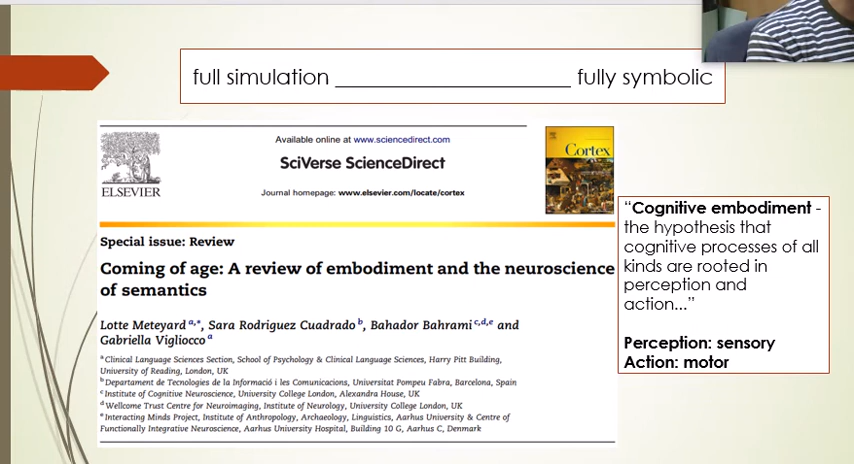 full simulation ______________________ fully symbolic
Available online at www.sciencedirect.com
SciVerse ScienceDirect
Journal homepage: www.elsevier.com/locate/cortex
ELSEVIER
Cortex
Special issue: Review
Coming of age: A review of embodiment and the neuroscience
of semantics
Lotte Meteyard a,*, Sara Rodriguez Cuadrado b, Bahador Bahrami c,d,e and
Gabriella Vigliocco a
a Clinical Language Sciences Section, School of Psychology & Clinical Language Sciences, Harry Pitt Building,
University of Reading, London, UK
b Departament de Tecnologies de la Informació i les Comunicacions, Universitat Pompeu Fabra, Barcelona, Spain
c Institute of Cognitive Neuroscience, University College London, Alexandra House, UK
d Wellcome Trust Centre for Neuroimaging, Institute of Neurology, University College London, UK
e Interacting Minds Project, Institute of Anthropology, Archaeology, Linguistics, Aarhus University & Centre of
Functionally Integrative Neuroscience, Aarhus University Hospital, Building 10 G, Aarhus C, Denmark
“Cognitive embodiment -
the hypothesis that
cognitive processes of all
kinds are rooted in
perception and
action...”
Perception: sensory
Action: motor